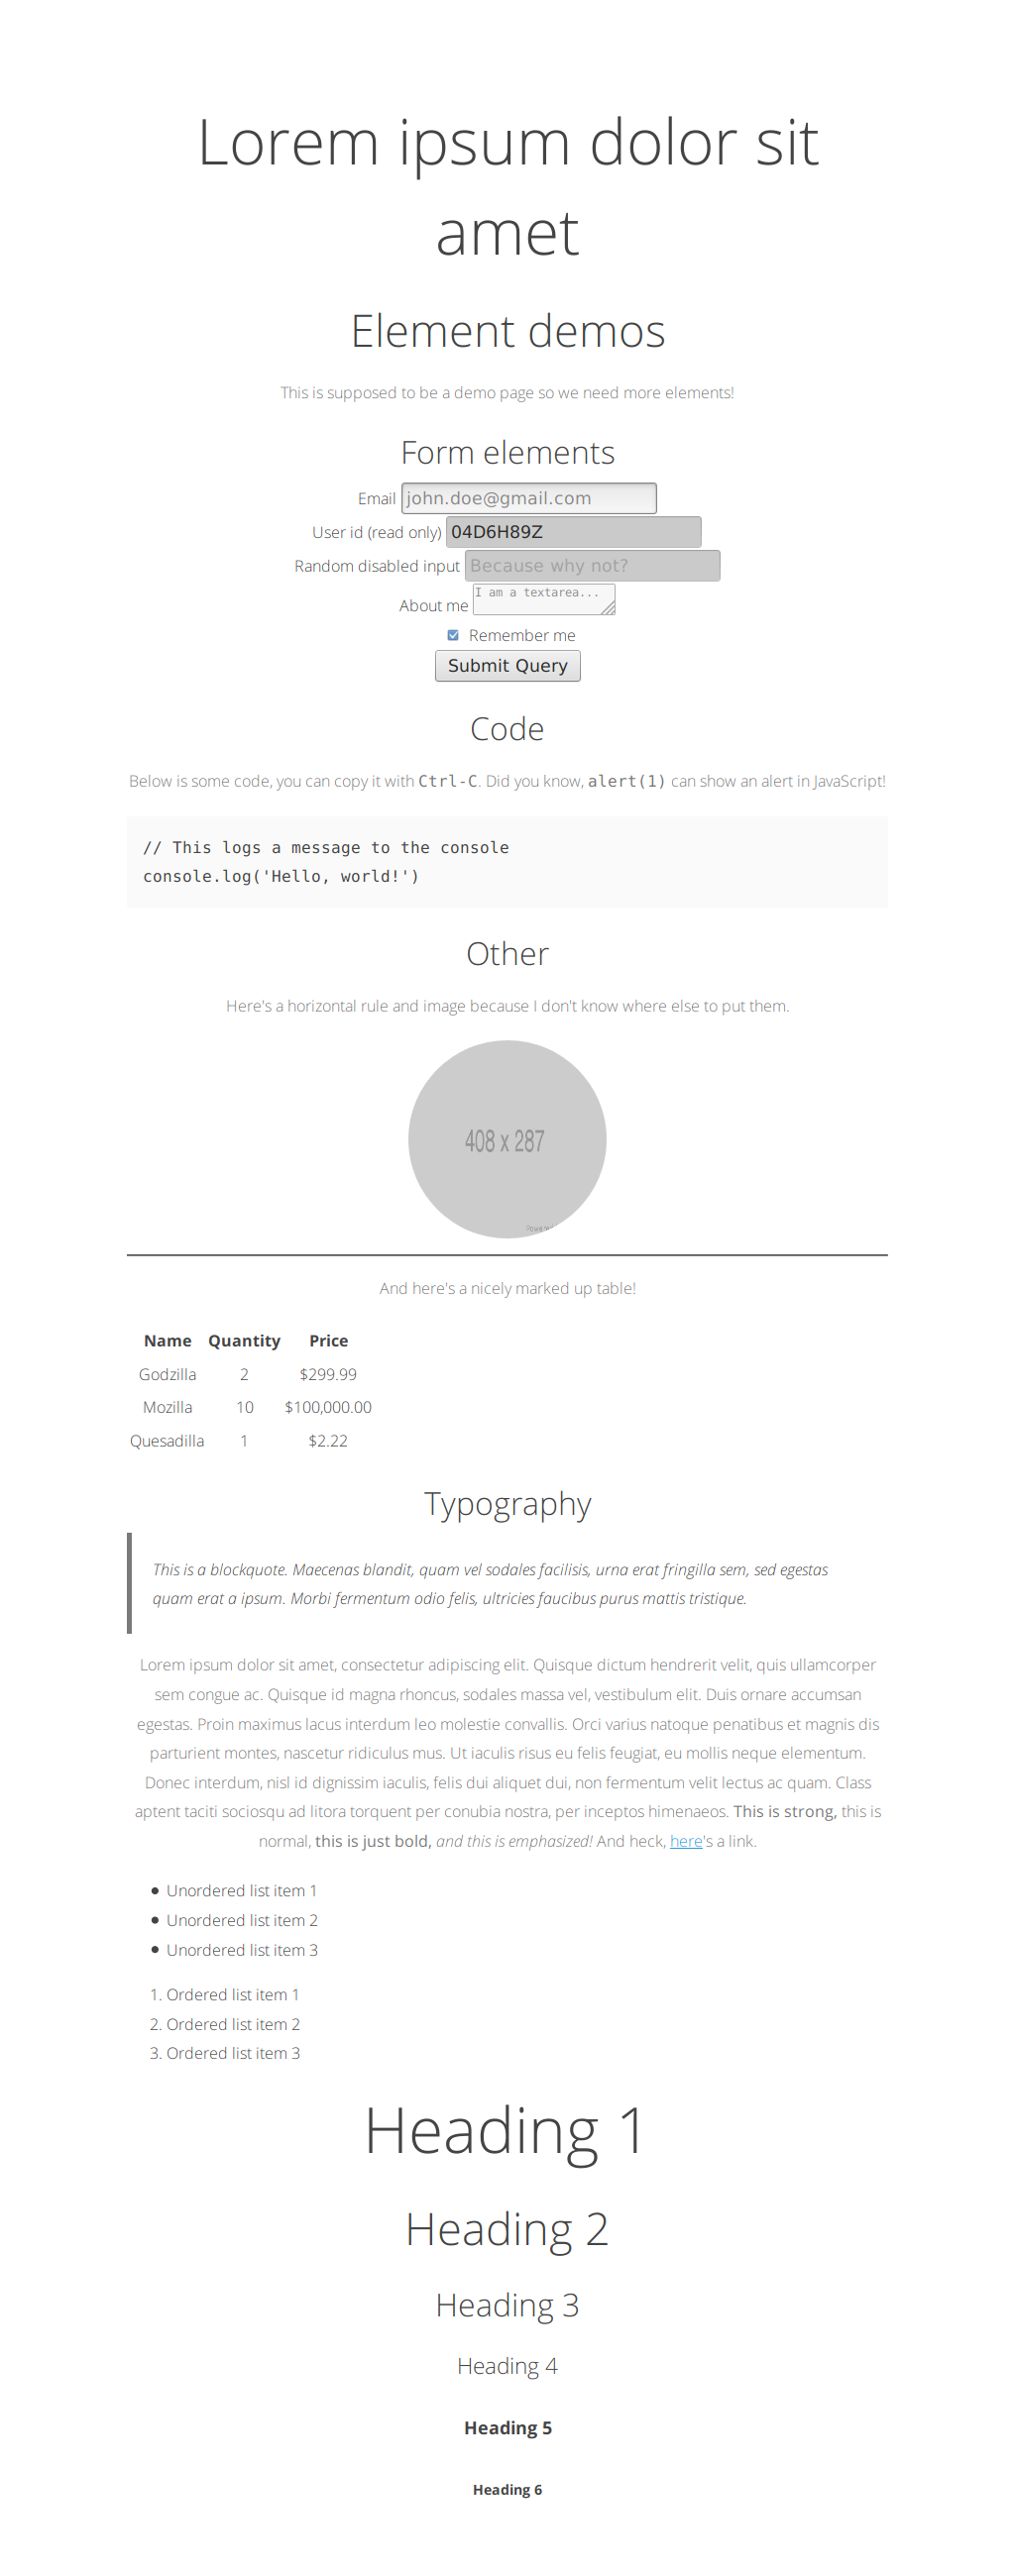 Lorem ipsum dolor sit
amet
Element demos
This is supposed to be a demo page so we need more elements!
Form elements
Email john.doe@gmail.com
User id (read only) 04D6H89Z
Random disabled input Because why not?
About me I am a textarea...
Remember me
Submit Query
Code
Below is some code, you can copy it with Ctrl-C. Did you know, alert(1) can show an alert in JavaScript!
// This logs a message to the console
console.log('Hello, world!')
Other
Here's a horizontal rule and image because I don't know where else to put them.
408 x 287
Powered
And here's a nicely marked up table!
Name Quantity Price
Godzilla 2 $299.99
Mozilla 10 $100,000.00
Quesadilla 1 $2.22
Typography
This is a blockquote. Maecenas blandit, quam vel sodales facilisis, urna erat fringilla sem, sed egestas
quam erat a ipsum. Morbi fermentum odio felis, ultricies faucibus purus mattis tristique.
Lorem ipsum dolor sit amet, consectetur adipiscing elit. Quisque dictum hendrerit velit, quis ullamcorper
sem congue ac. Quisque id magna rhoncus, sodales massa vel, vestibulum elit. Duis ornare accumsan
egestas. Proin maximus lacus interdum leo molestie convallis. Orci varius natoque penatibus et magnis dis
parturient montes, nascetur ridiculus mus. Ut iaculis risus eu felis feugiat, eu mollis neque elementum.
Donec interdum, nisl id dignissim iaculis, felis dui aliquet dui, non fermentum velit lectus ac quam. Class
aptent taciti sociosqu ad litora torquent per conubia nostra, per inceptos himenaeos. This is strong, this is
normal, this is just bold, and this is emphasized! And heck, here's a link.
• Unordered list item 1
• Unordered list item 2
• Unordered list item 3
1. Ordered list item 1
2. Ordered list item 2
3. Ordered list item 3
Heading 1
Heading 2
Heading 3
Heading 4
Heading 5
Heading 6